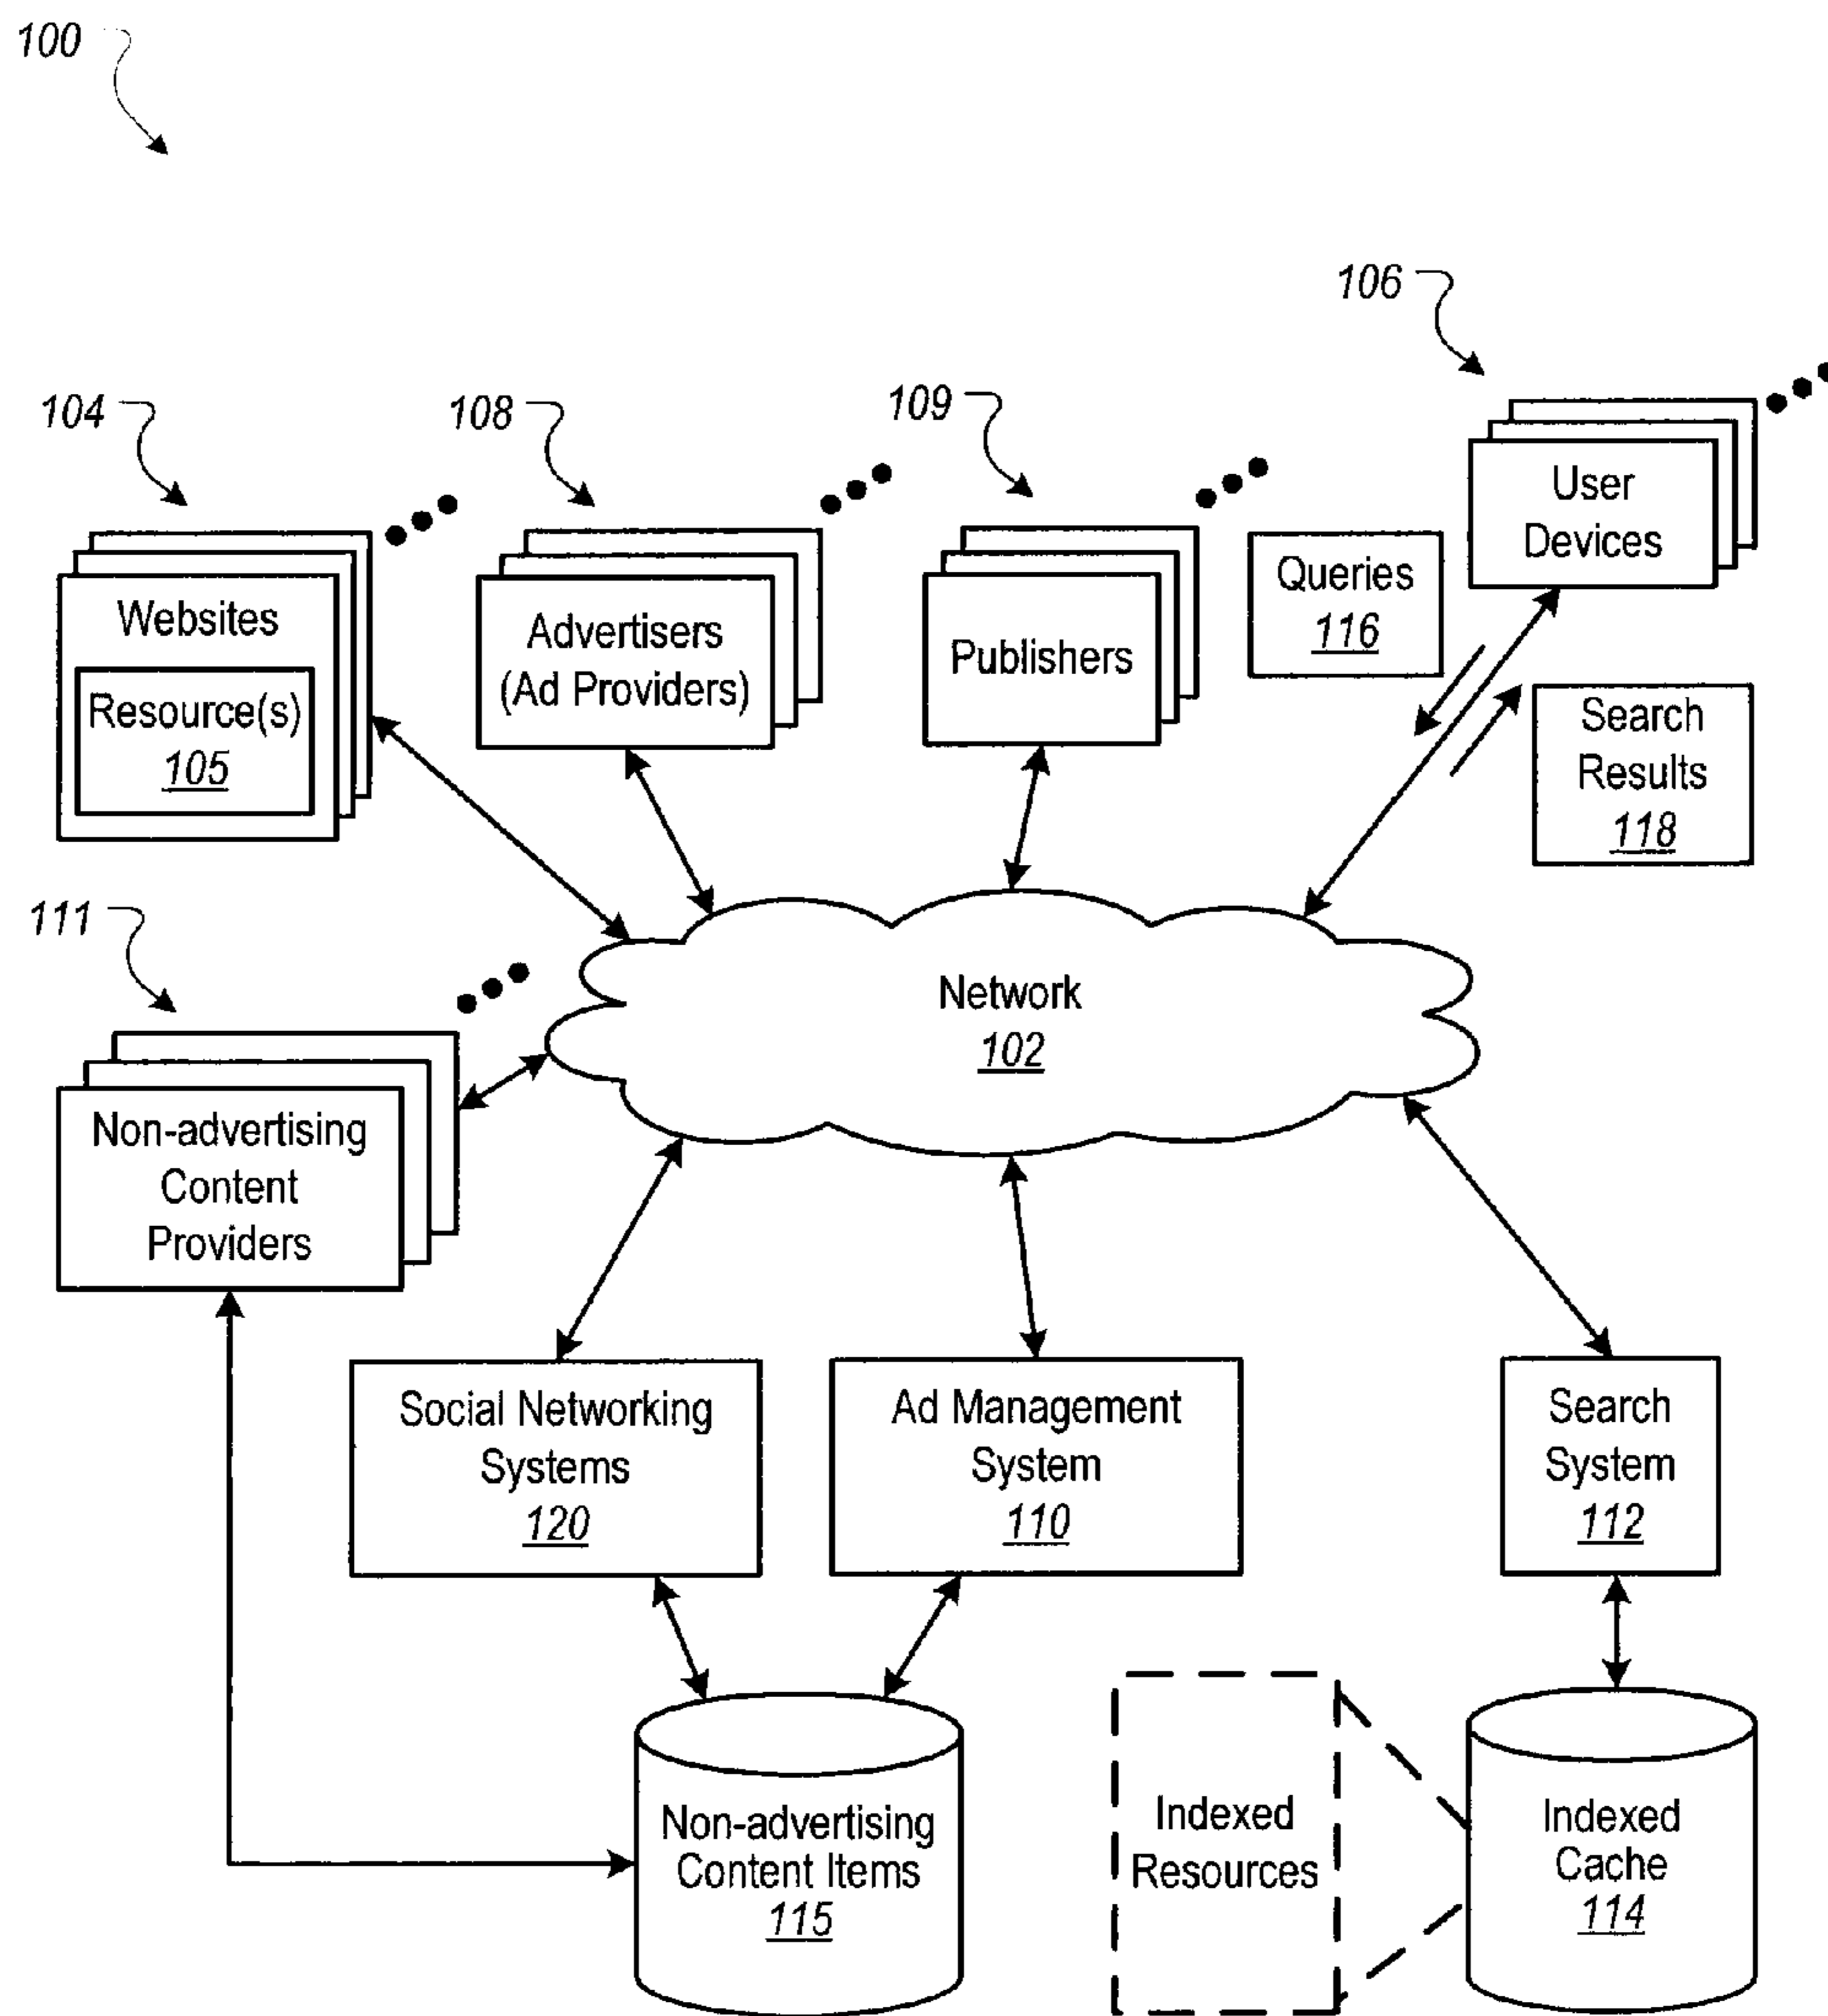 100
106
104
108
109
User
Devices
Queries
116
Websites
Resource(s)
105
Advertisers
(Ad Providers)
Publishers
Search
Results
118
111
Network
102
Non-advertising
Content
Providers
Social Networking
Systems
120
Ad Management
System
110
Search
System
112
Non-advertising
Content Items
115
Indexed
Resources
Indexed
Cache
114